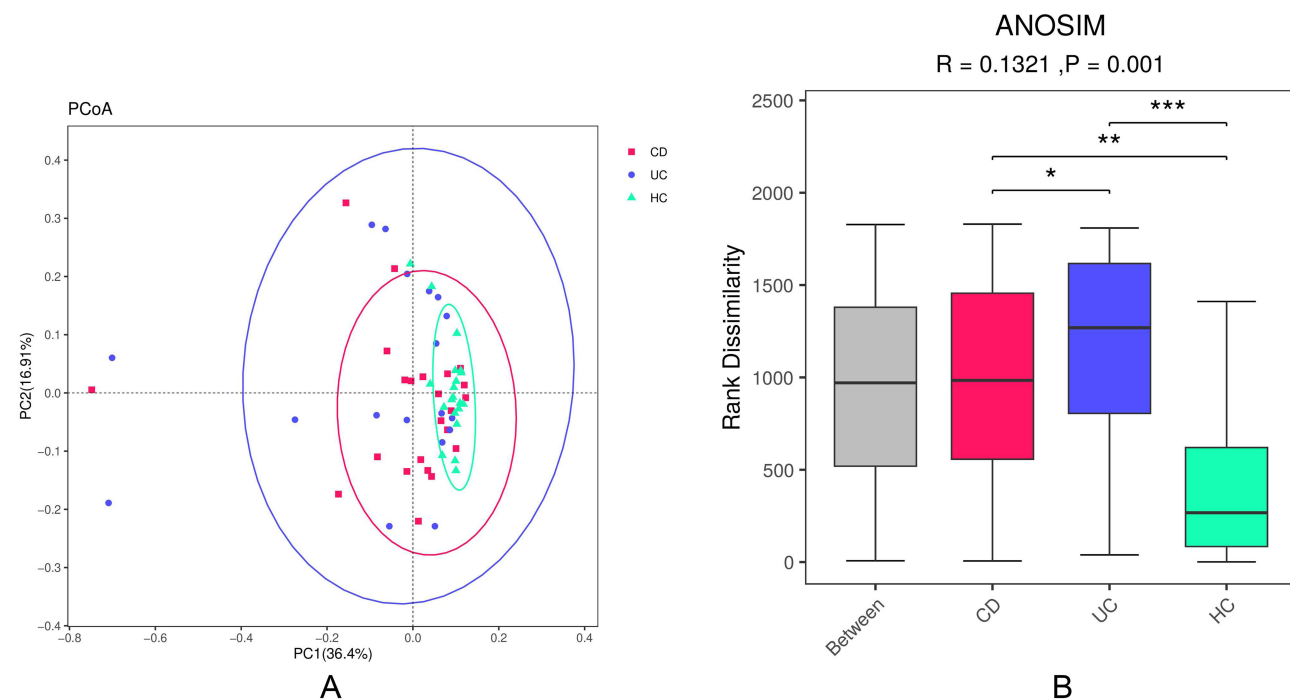 PCoA
PC2(16.91%)
0.4
0.3
0.2
0.1
0.0
−0.1
−0.2
−0.3
−0.4
−0.8
−0.6
−0.4
−0.2
0.0
0.2
0.4
PC1(36.4%)
CD
UC
HC
A
ANOSIM
R = 0.1321 ,P = 0.001
Rank Dissimilarity
2500
2000
1500
1000
500
0
***
**
*
Between
CD
UC
HC
B